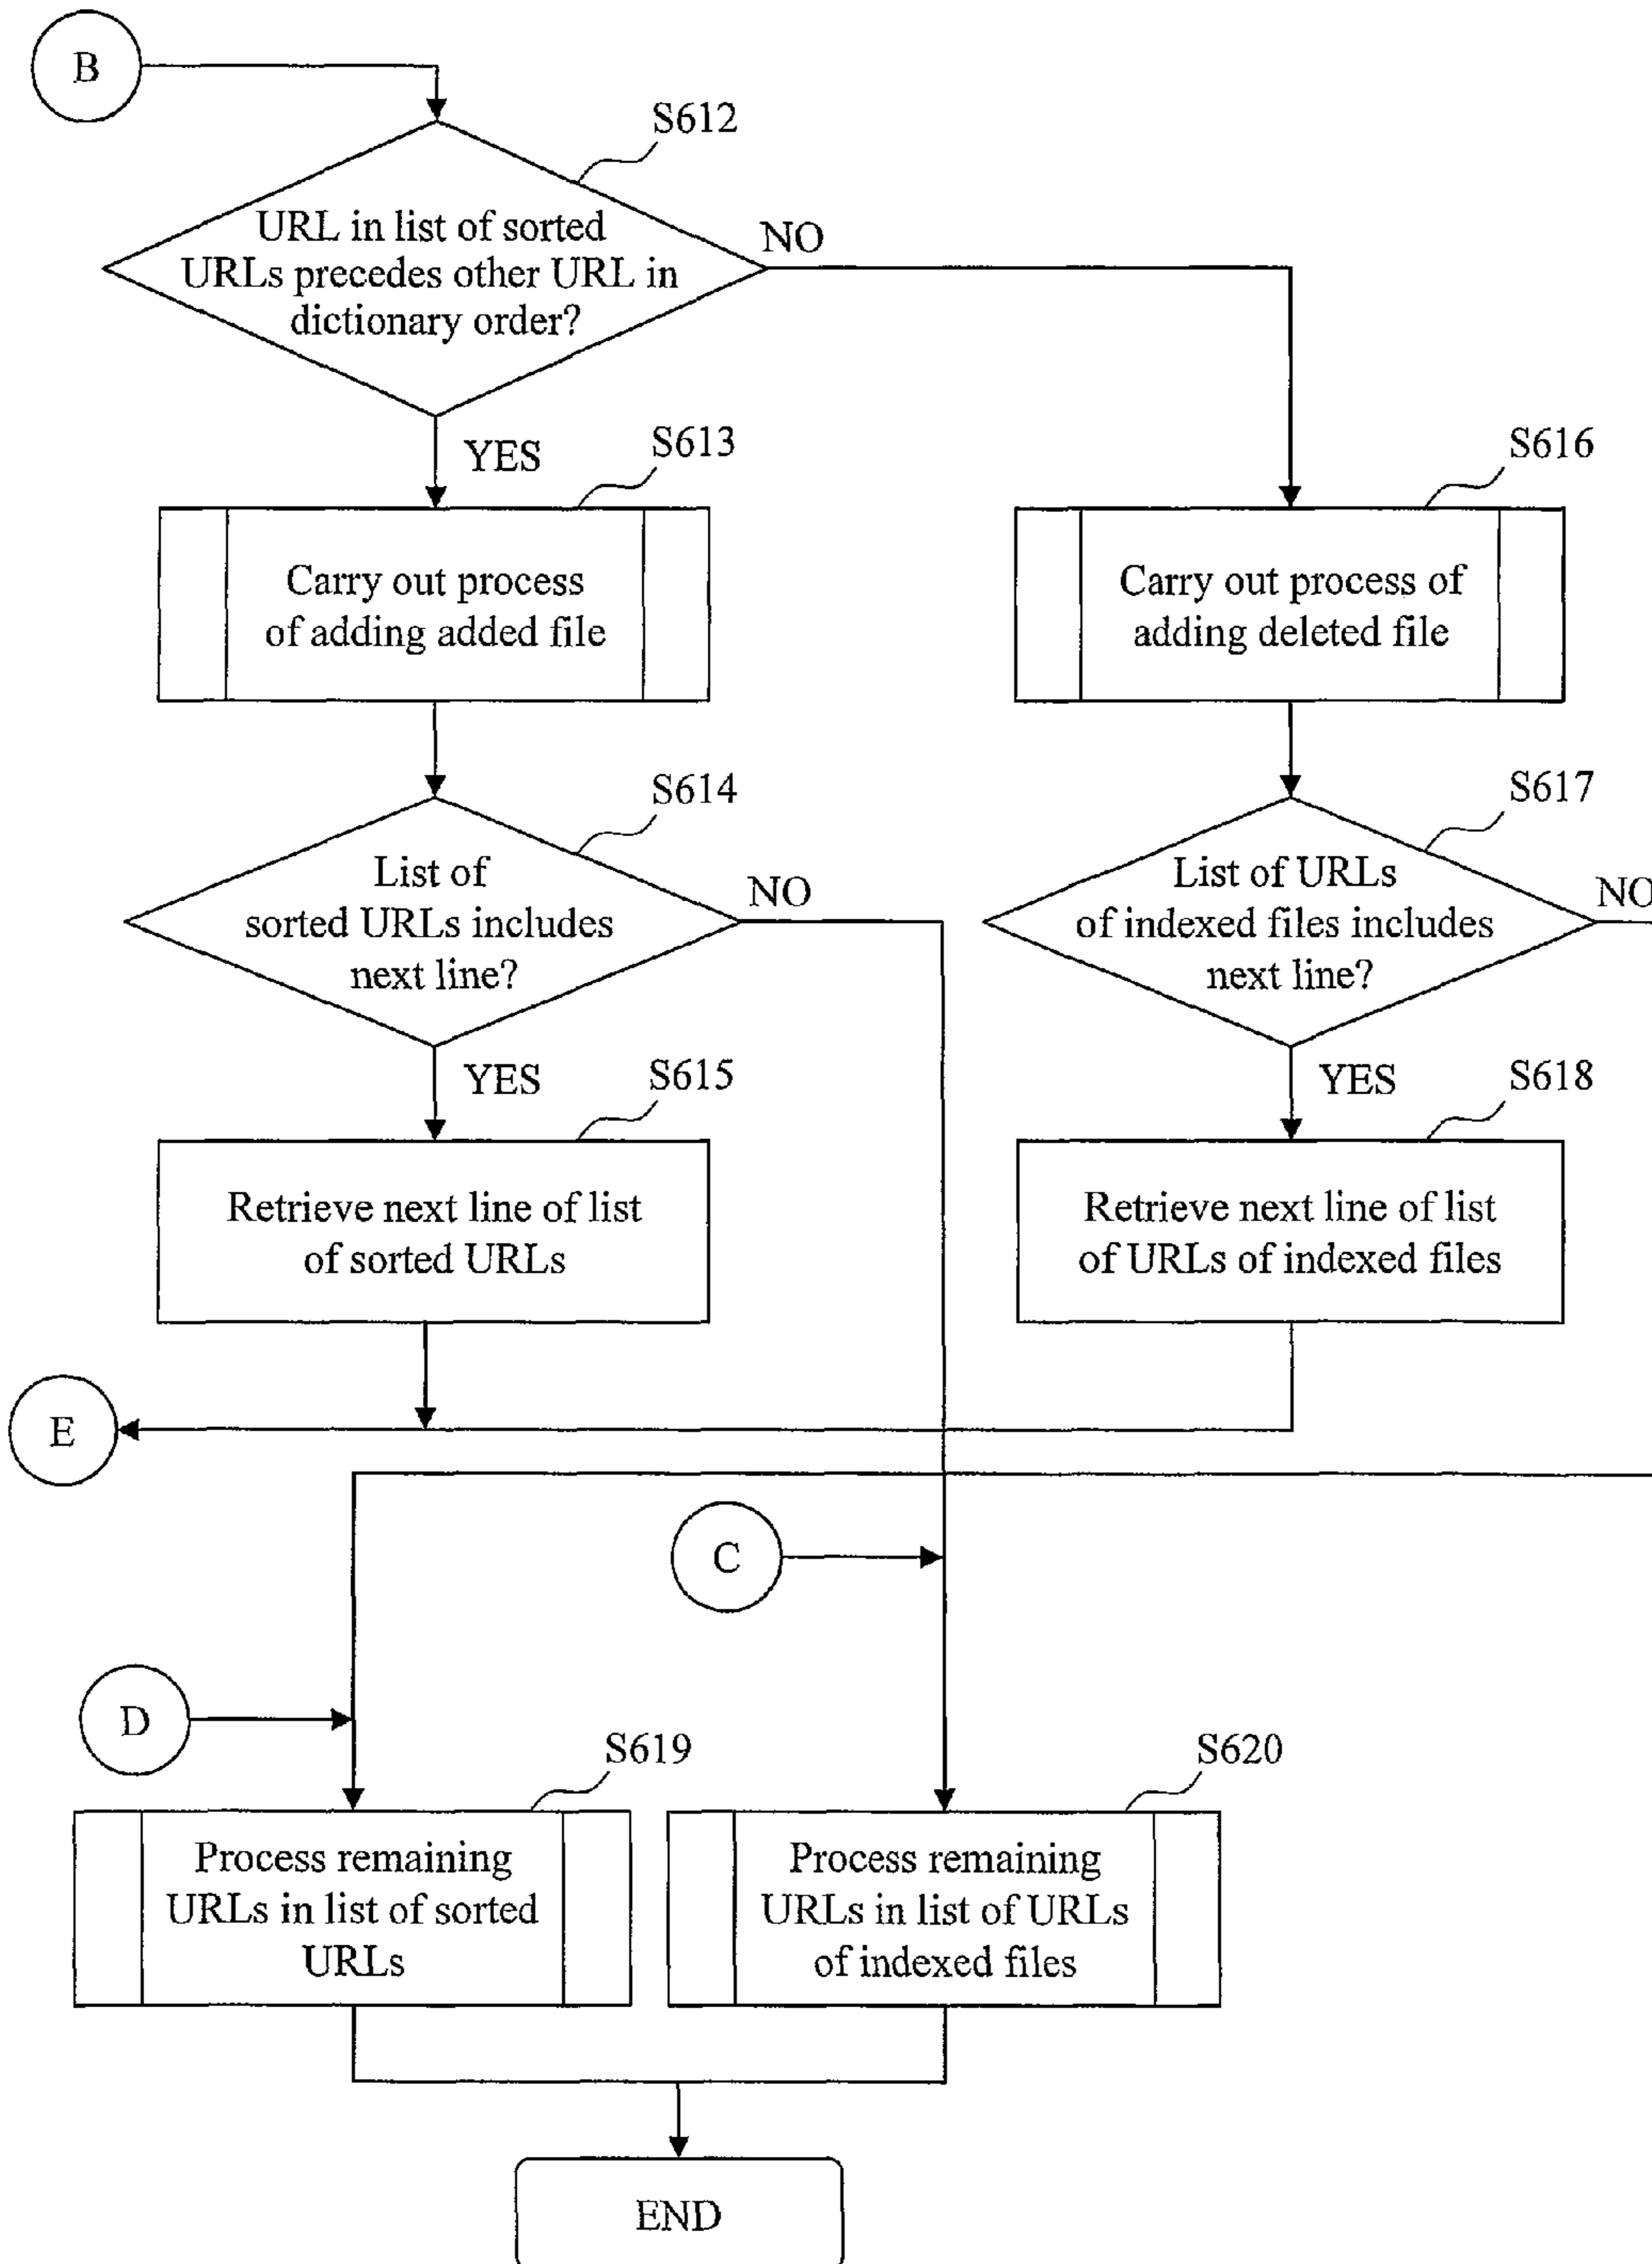 B
S612
URL in list of sorted
URLs precedes other URL in
dictionary order?
NO
YES
S613
Carry out process
of adding added file
S616
Carry out process of
adding deleted file
S614
List of
sorted URLs includes
next line?
NO
S617
List of URLs
of indexed files includes
next line?
NO
YES
S615
Retrieve next line of list
of sorted URLs
YES
S618
Retrieve next line of list
of URLs of indexed files
E
C
D
S619
Process remaining
URLs in list of sorted
URLs
S620
Process remaining
URLs in list of URLs
of indexed files
END